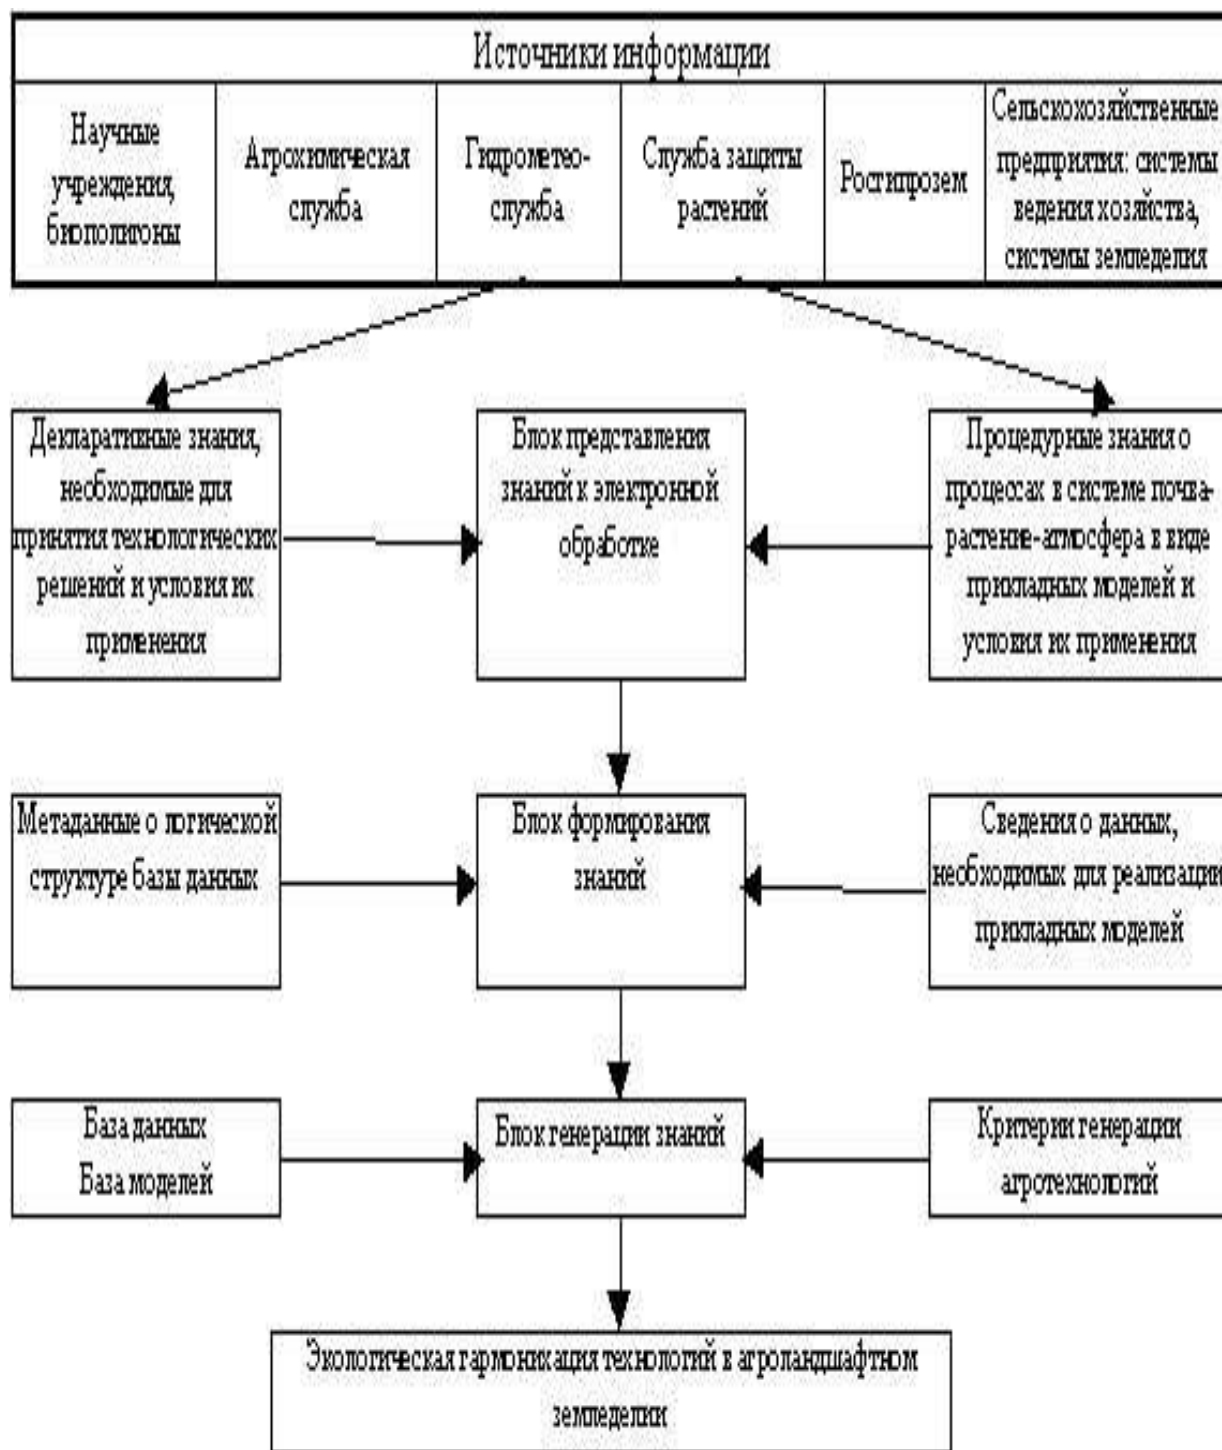 Источники информации
Научные
учреждения,
биополигоны
Агрохимическая
служба
Гидрометео-
служба
Служба защиты
растений
Росгипрозем
Сельскохозяйственные
предприятия: системы
ведения хозяйства,
системы земледелия
Декларативные знания,
необходимые для
принятия технологических
решений и условия их
применения
Блок представления
знаний к электронной
обработке
Процедурные знания о
процессах в системе почва-
растение-атмосфера в виде
прикладных моделей и
условия их применения
Метаданные о логической
структуре базы данных
Блок формирования
знаний
Сведения о данных,
необходимых для реализации
прикладных моделей
База данных
База моделей
Блок генерации знаний
Критерии генерации
агротехнологий
Экологическая гармонихация технологий в агроландшафтном
земледелии